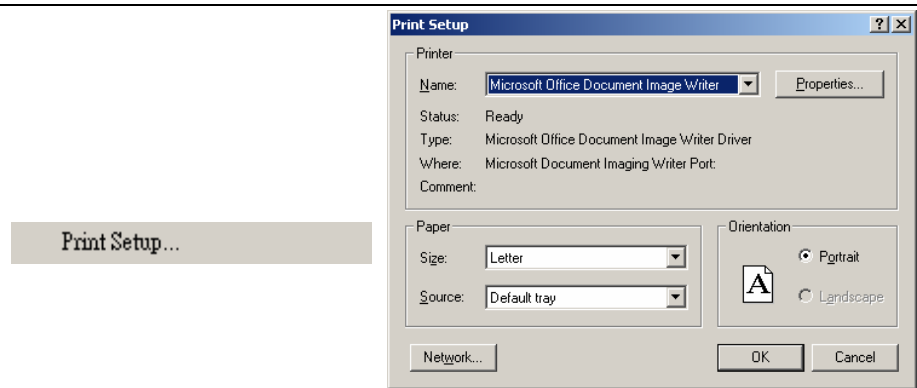 Print Setup...
Print Setup
Printer
Name: Microsoft Office Document Image Writer Properties...
Status: Ready
Type: Microsoft Office Document Image Writer Driver
Where: Microsoft Document Imaging Writer Port:
Comment:
Paper
Size: Letter
Source: Default tray
Orientation
A
Portrait
Landscape
Network... OK Cancel